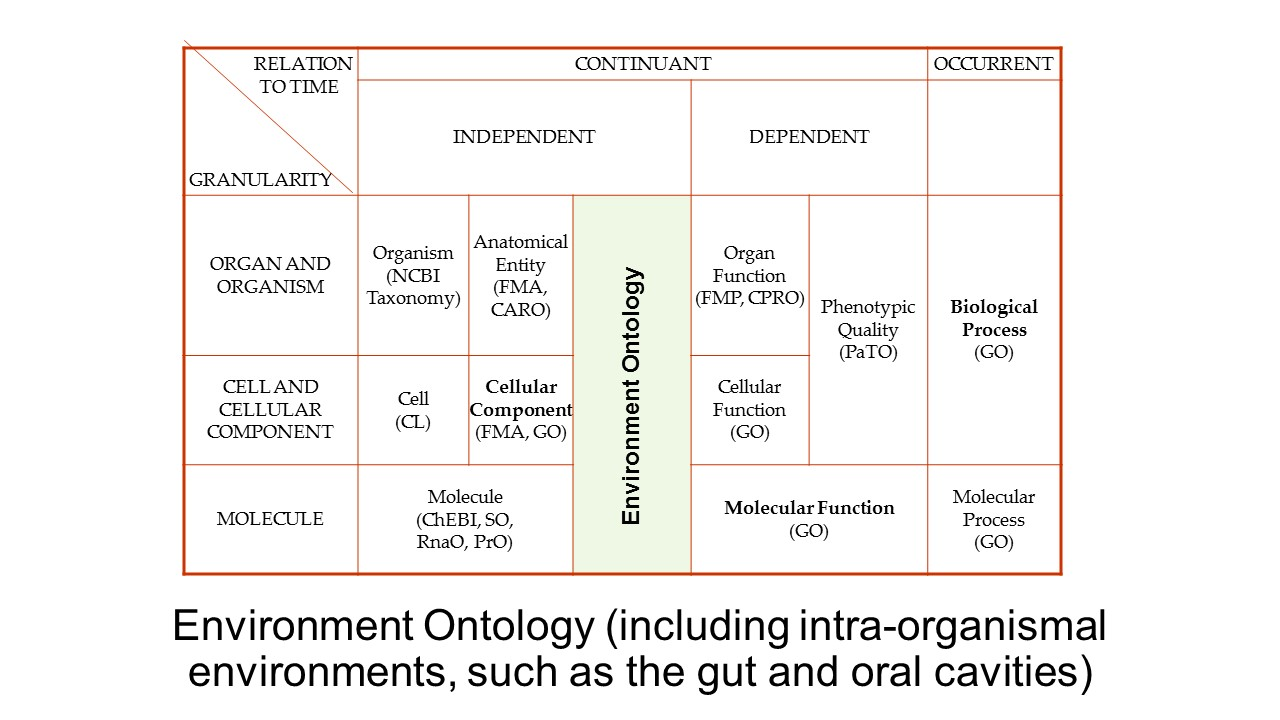 RELATION
TO TIME
GRANULARITY
CONTINUANT
OCCURRENT
INDEPENDENT
DEPENDENT
ORGAN AND
ORGANISM
Organism
(NCBI
Taxonomy)
Anatomical
Entity
(FMA,
CARO)
Environment Ontology
Organ
Function
(FMP, CPRO)
Phenotypic
Quality
(PaTO)
Biological
Process
(GO)
CELL AND
CELLULAR
COMPONENT
Cell
(CL)
Cellular
Component
(FMA, GO)
Cellular
Function
(GO)
MOLECULE
Molecule
(ChEBI, SO,
RnaO, PrO)
Molecular Function
(GO)
Molecular
Process
(GO)
Environment Ontology (including intra-organismal
environments, such as the gut and oral cavities)